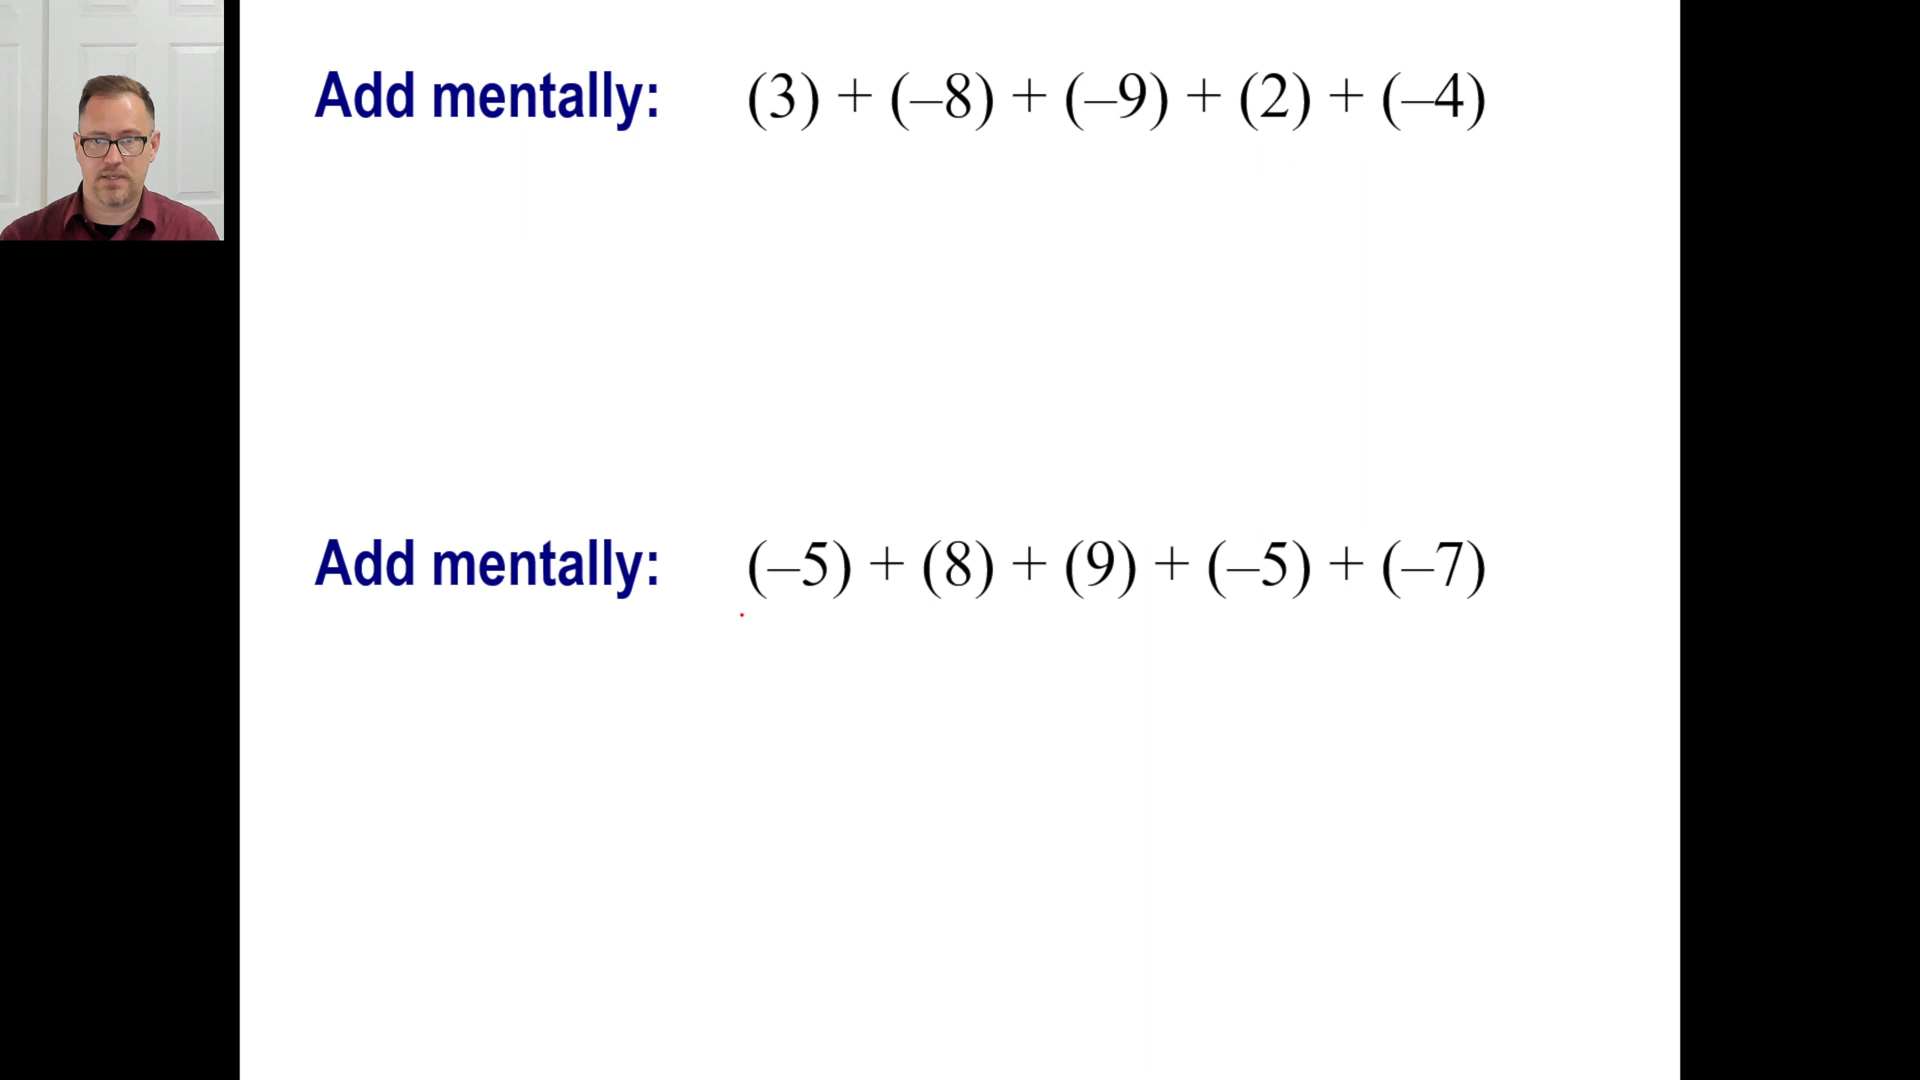 Add mentally: (3) + (–8) + (–9) + (2) + (–4)
Add mentally: (–5) + (8) + (9) + (–5) + (–7)